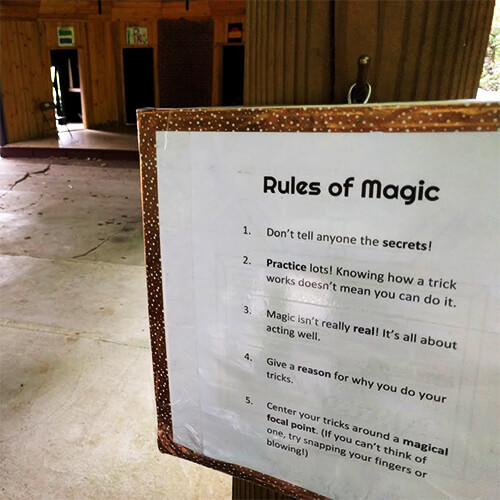 Rules of Magic
1. Don't tell anyone the secrets!
2. Practice lots! Knowing how a trick
works doesn't mean you can do it.
3. Magic isn't really real! It's all about
acting well.
4. Give a reason for why you do your
tricks.
5. Center your tricks around a magical
focal point. (If you can't think of
one, try snapping your fingers or
blowing!)